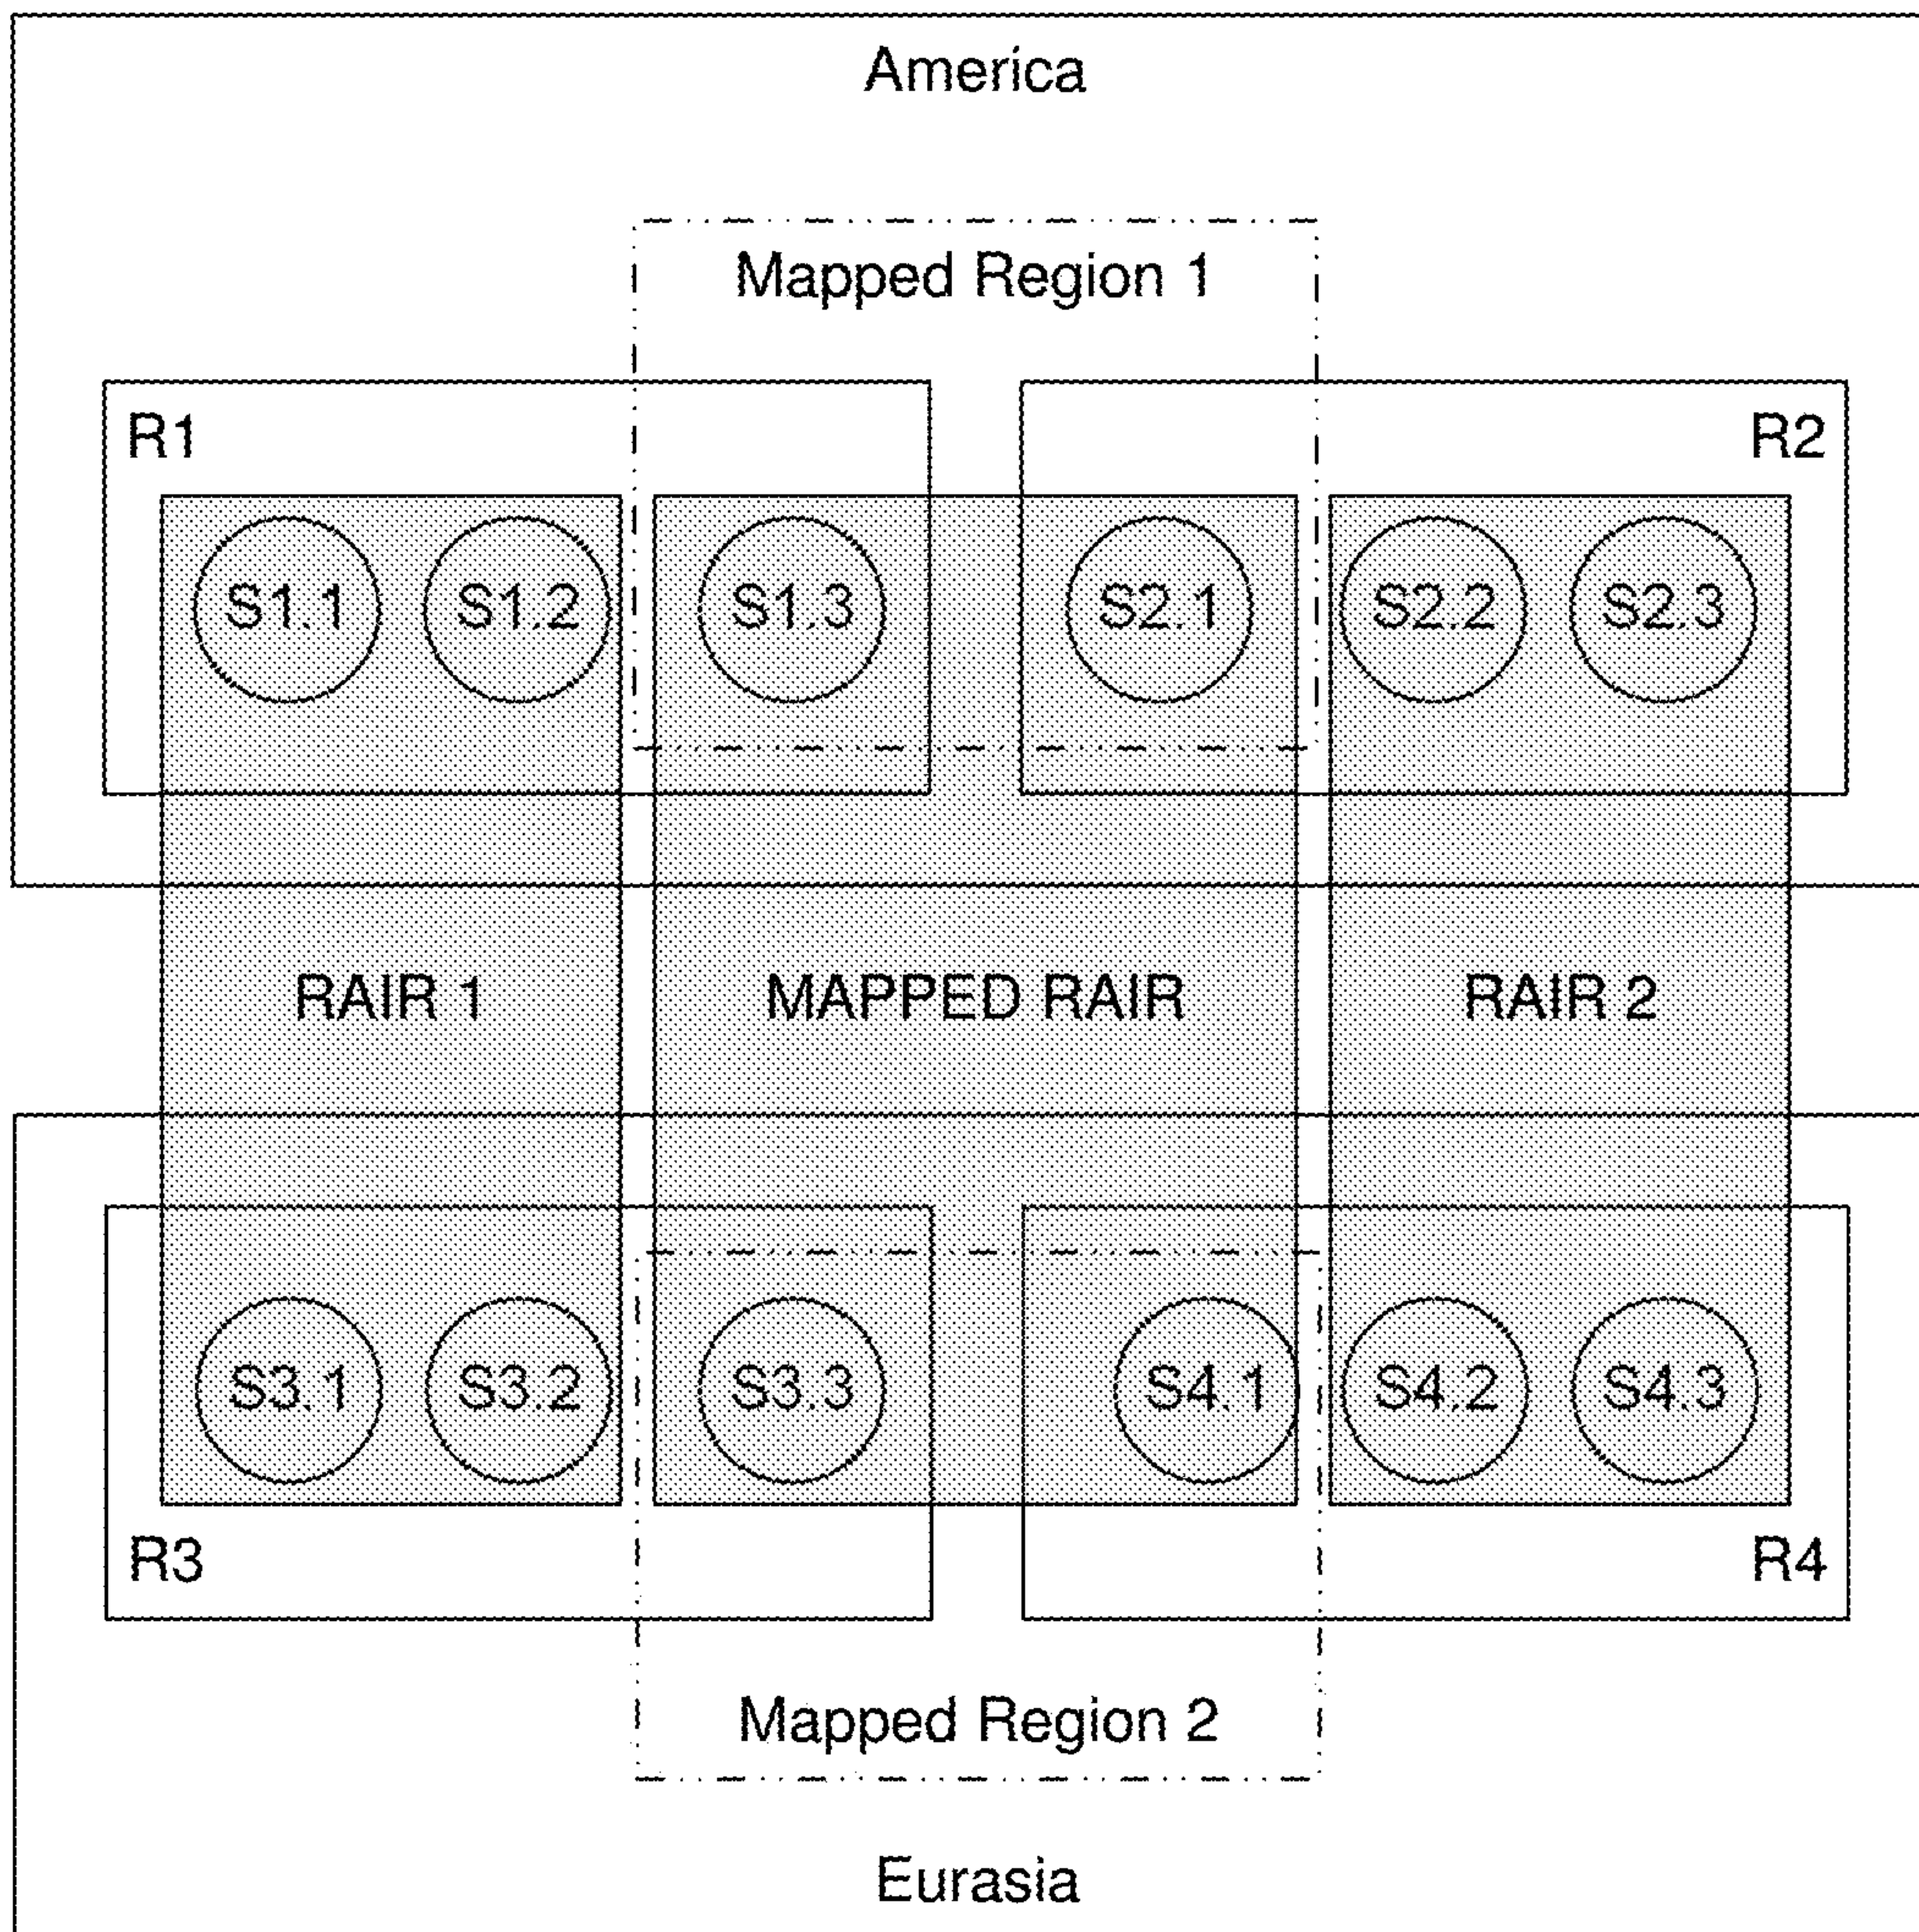 America
Mapped Region 1
R1
R2
S1.1
S1.2
S1.3
S2.1
S2.2
S2.3
RAIR 1
MAPPED RAIR
RAIR 2
S3.1
S3.2
S3.3
S4.1
S4.2
S4.3
R3
R4
Mapped Region 2
Eurasia